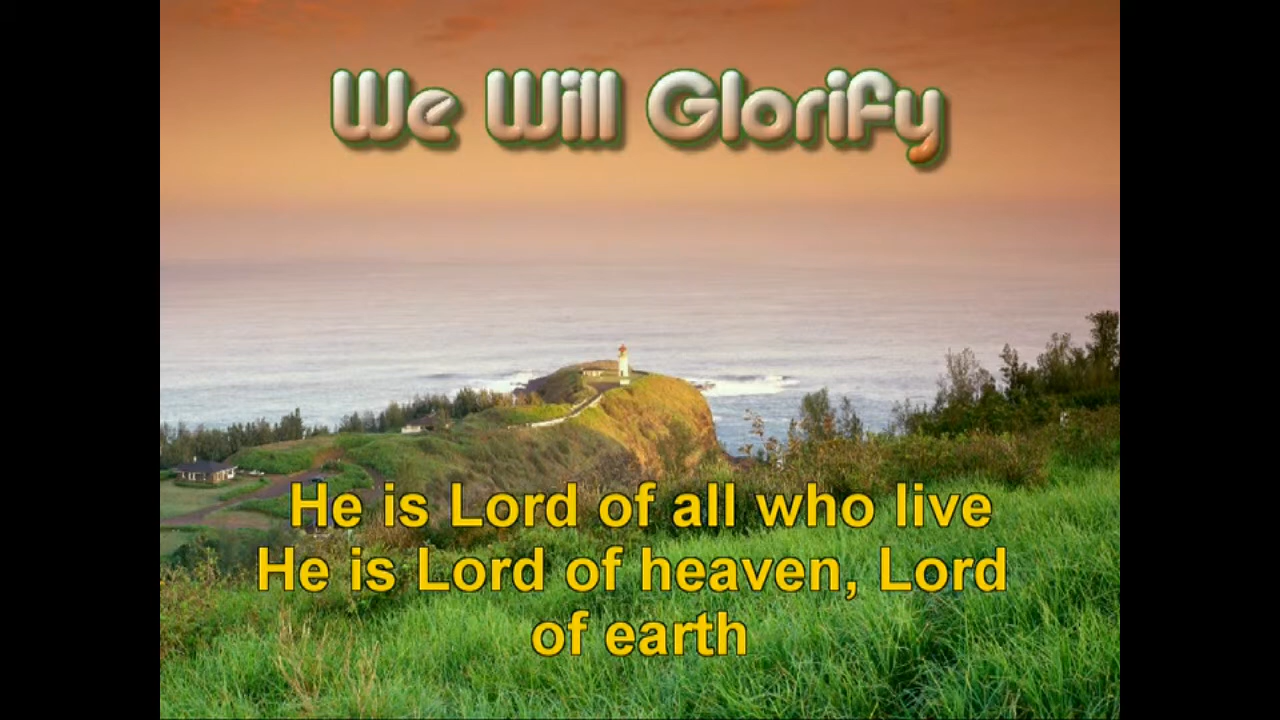 We Will Glorify
He is Lord of all who live
He is Lord of heaven, Lord
of earth